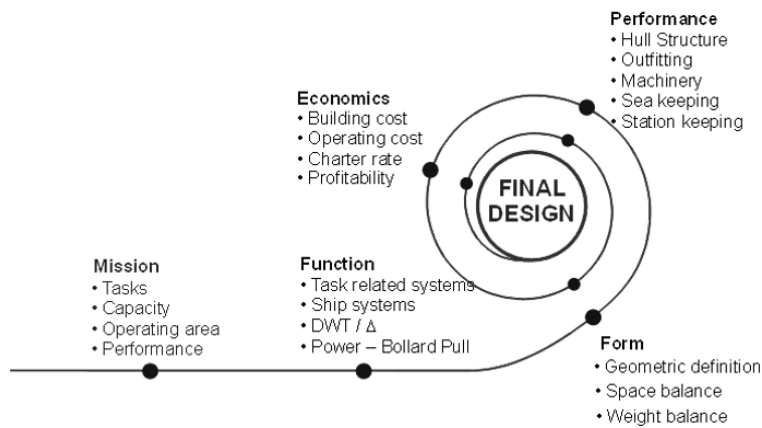 Mission
• Tasks
• Capacity
• Operating area
• Performance
Function
• Task related systems
• Ship systems
• DWT / Δ
• Power – Bollard Pull
Form
• Geometric definition
• Space balance
• Weight balance
Performance
• Hull Structure
• Outfitting
• Machinery
• Sea keeping
• Station keeping
Economics
• Building cost
• Operating cost
• Charter rate
• Profitability
FINAL
DESIGN